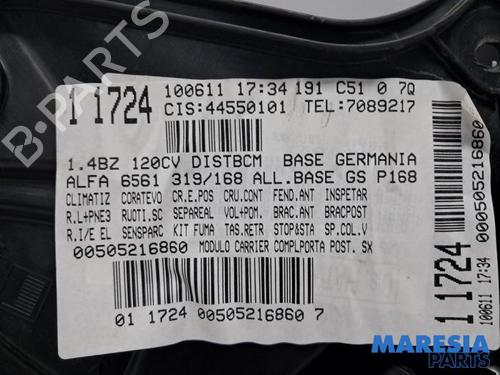 1 1724
100611 17:34 191 C51 0 7Q
CIS:44550101 TEL:7089217
1.4BZ 120CV DISTBCM BASE GERMANIA
ALFA 6561 319/168 ALL.BASE GS P168
CLIMATIZ CORATEVO CR.E.POS CRU.CONT FEND.ANT INSPETAR
R.L+PNE3 RUOTI.SC SEPAREAL VOL+POM. BRAC.ANT BRACPOST
R.I/E EL SENSPARC KIT FUMA TAS.RETR STOP&STA SP.COL.V
00505216860 MODULO CARRIER COMPLPORTA POST. SX
01 1724 00505216860 7
00505216860
1 1724
100611 17:34
B-PARTS
MARESIA
PARTS